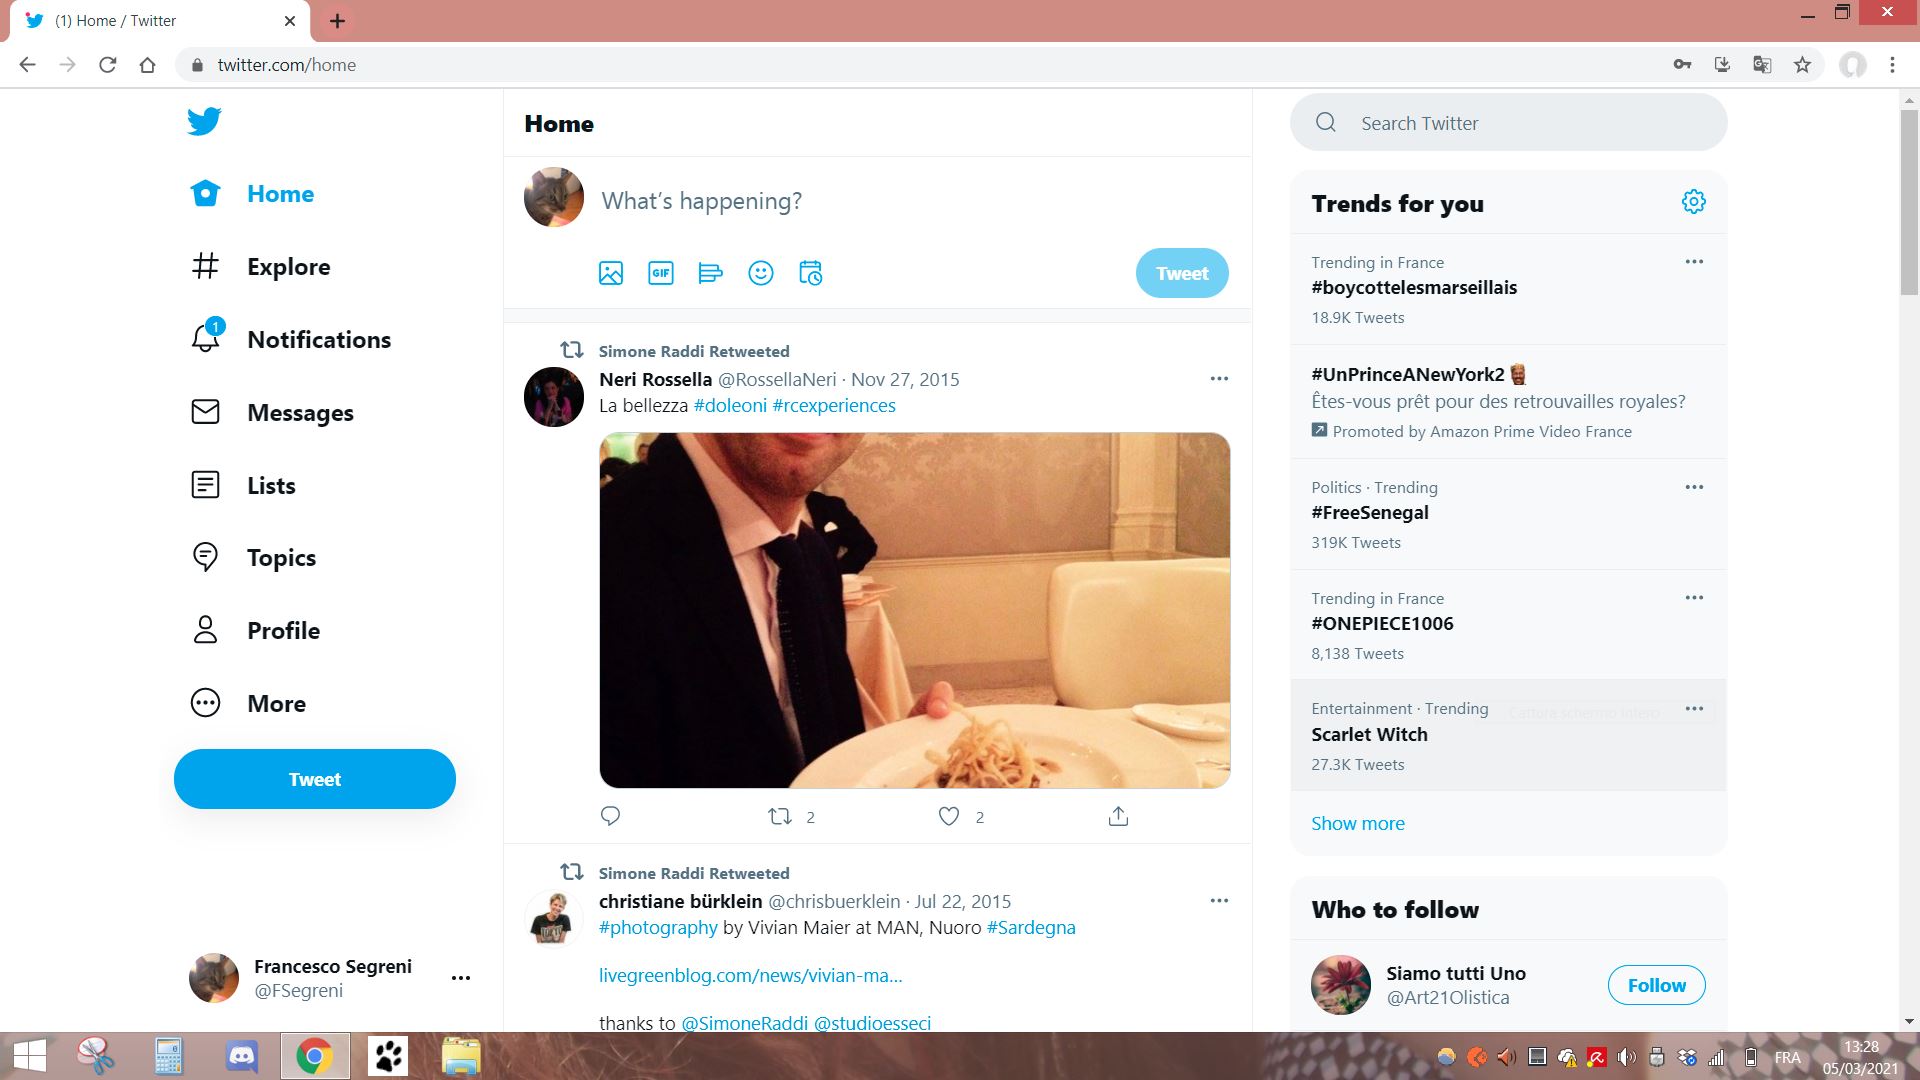 (1) Home / Twitter
twitter.com/home
Home
Explore
1
Notifications
Messages
Lists
Topics
Profile
More
Tweet
Francesco Segreni
@FSegreni
Home
What's happening?
GIF
Tweet
Simone Raddi Retweeted
Neri Rossella @RossellaNeri · Nov 27, 2015
La bellezza #doleoni #rcexperiences
2 2
Simone Raddi Retweeted
christiane bürklein @chrisbuerklein · Jul 22, 2015
#photography by Vivian Maier at MAN, Nuoro #Sardegna
livegreenblog.com/news/vivian-ma...
thanks to @SimoneRaddi @studioesseci
Search Twitter
Trends for you
Trending in France
#boycottelesmarseillais
18.9K Tweets
#UnPrinceANewYork2
Êtes-vous prêt pour des retrouvailles royales?
Promoted by Amazon Prime Video France
Politics · Trending
#FreeSenegal
319K Tweets
Trending in France
#ONEPIECE1006
8,138 Tweets
Entertainment · Trending
Cattura schermo intero
Scarlet Witch
27.3K Tweets
Show more
Who to follow
Siamo tutti Uno
@Art21Olistica
Follow
FRA
13:28
05/03/2021